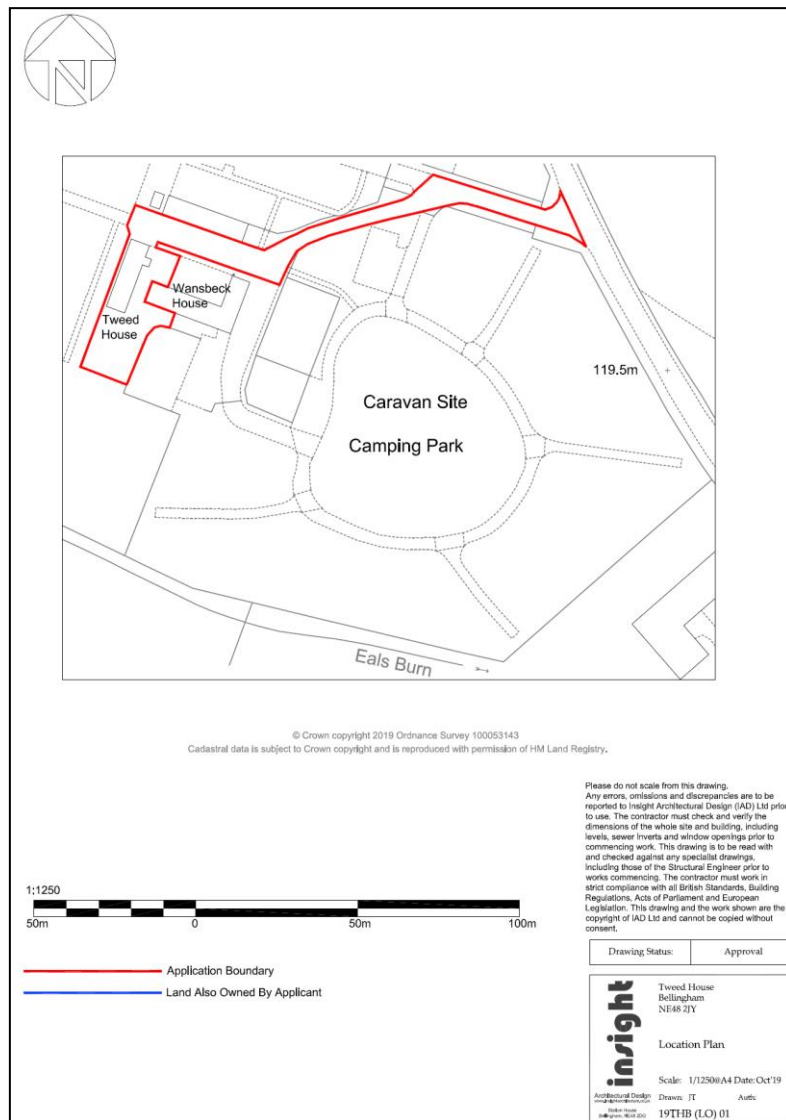 N
Wansbeck
House
Tweed
House
119.5m
Caravan Site
Camping Park
Eals Burn
© Crown copyright 2019 Ordnance Survey 100053143
Cadastral data is subject to Crown copyright and is reproduced with permission of HM Land Registry.
Please do not scale from this drawing.
Any errors, omissions and discrepancies are to be
reported to Insight Architectural Design (IAD) Ltd prior
to use. The contractor must check and verify the
dimensions of the whole site and building, including
levels, sewer inverts and window openings prior to
commencing work. This drawing is to be read with
and checked against any specialist drawings,
including those of the Structural Engineer prior to
works commencing. The contractor must work in
strict compliance with all British Standards, Building
Regulations, Acts of Parliament and European
Legislation. This drawing and the work shown are the
copyright of IAD Ltd and cannot be copied without
consent.
1:1250
50m 0 50m 100m
Application Boundary
Land Also Owned By Applicant
Drawing Status: Approval
insight
Architectural Design
Station House
Bellingham, NE48 2DG
Tweed House
Bellingham
NE48 2JY
Location Plan
Scale: 1/1250@A4 Date: Oct'19
Drawn: JT Auth:
19THB (LO) 01